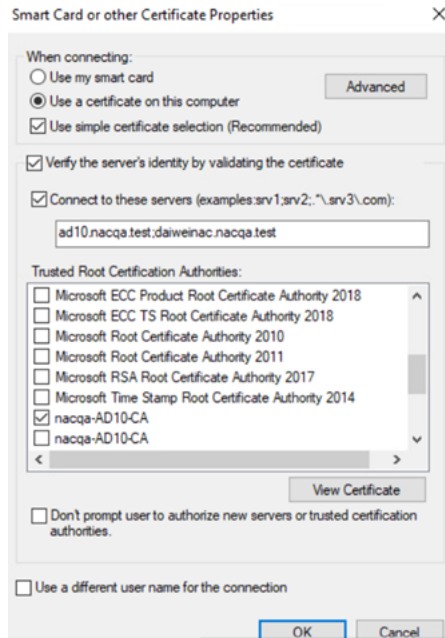 Smart Card or other Certificate Properties
When connecting:
Use my smart card
Advanced
Use a certificate on this computer
Use simple certificate selection (Recommended)
Verify the server's identity by validating the certificate
Connect to these servers (examples:srv1;srv2;.*\.srv3\.com):
ad10.nacqa.test;daiweinac.nacqa.test
Trusted Root Certification Authorities:
Microsoft ECC Product Root Certificate Authority 2018
Microsoft ECC TS Root Certificate Authority 2018
Microsoft Root Certificate Authority 2010
Microsoft Root Certificate Authority 2011
Microsoft RSA Root Certificate Authority 2017
Microsoft Time Stamp Root Certificate Authority 2014
nacqa-AD10-CA
nacqa-AD10-CA
View Certificate
Don't prompt user to authorize new servers or trusted certification
authorities.
Use a different user name for the connection
OK
Cancel